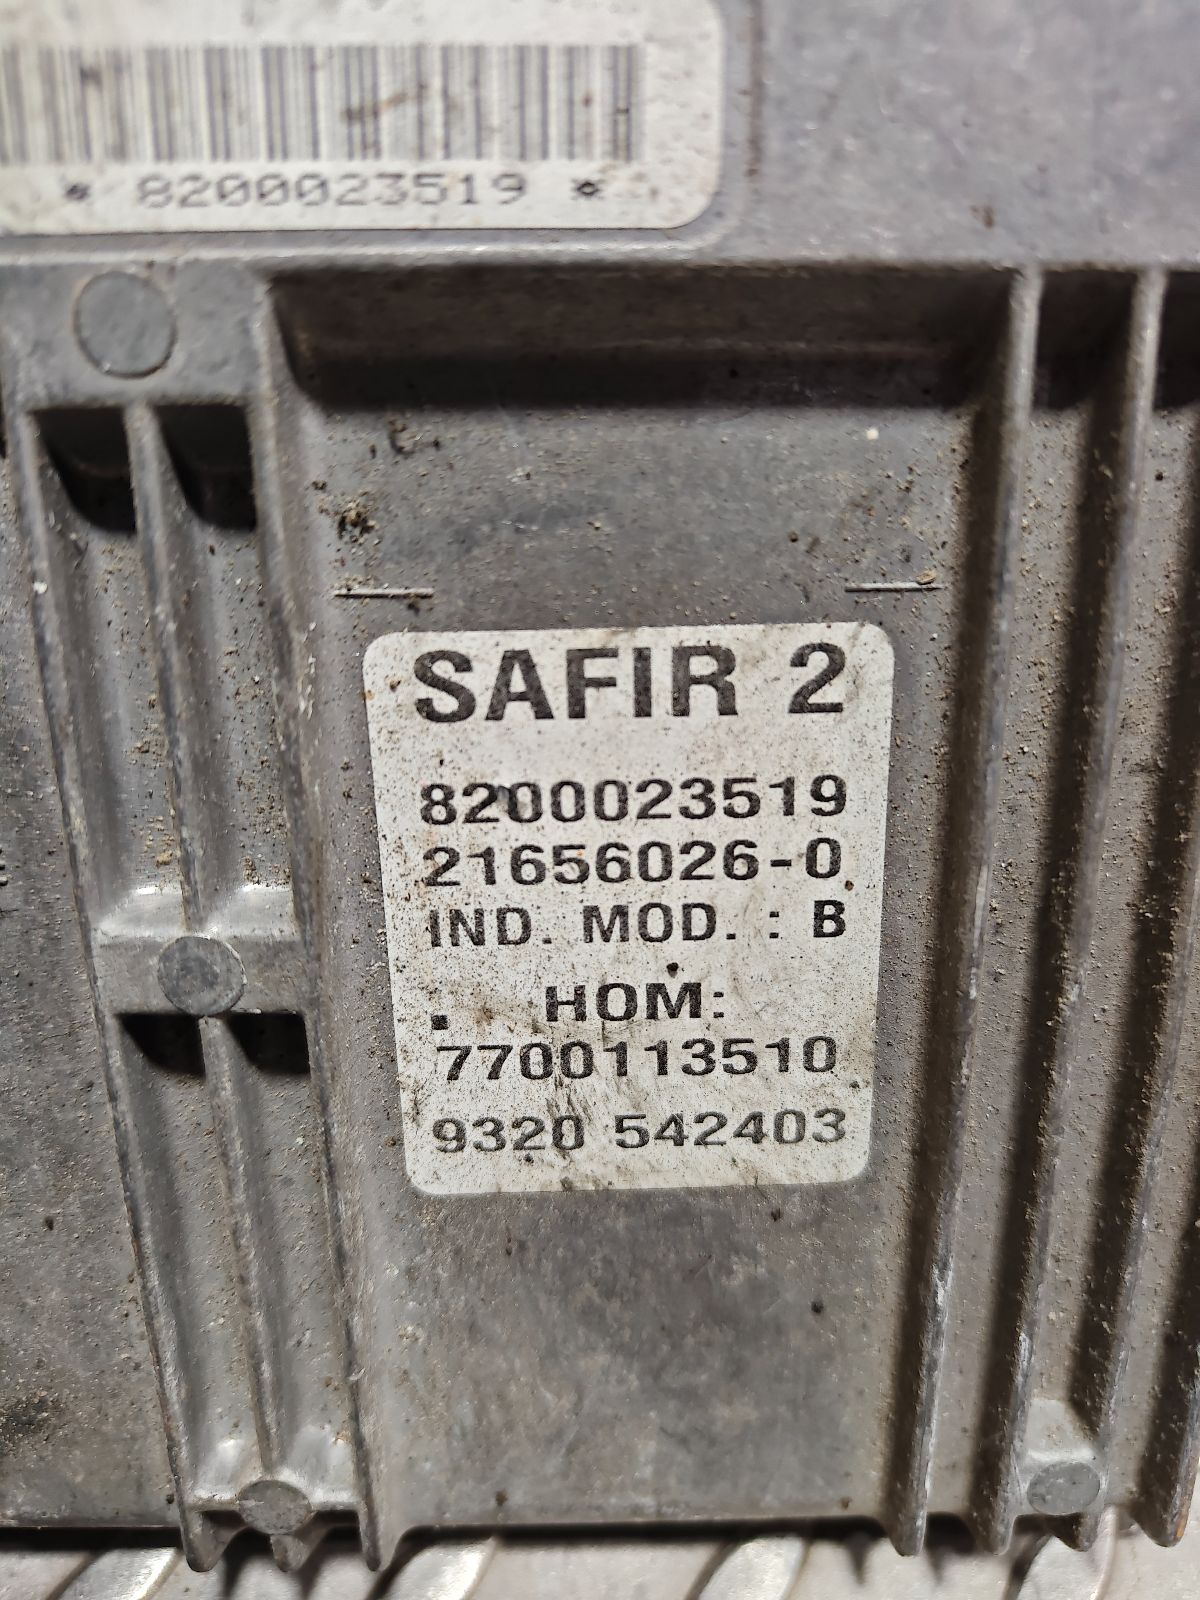 * 8200023519 *
SAFIR 2
8200023519
21656026-0
IND. MOD. : B
. HOM:
7700113510
9320 542403